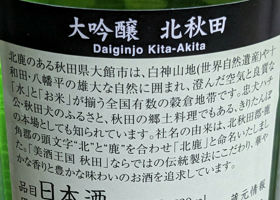 大吟醸 北秋田
Daiginjo Kita-Akita
北鹿のある秋田県大館市は、白神山地(世界自然遺産)や十
和田・八幡平の雄大な自然に囲まれ、澄んだ空気と良質な
「水」と「お米」が揃う全国有数の穀倉地帯です。忠犬ハチ
公・秋田犬のふるさと、秋田の郷土料理でもある、きりたんぽ
の本場としても知られています。社名の由来は、北秋田郡・鹿
角郡の頭文字“北”と“鹿”を合わせ「北鹿」と命名いたしまし
た。「美酒王国 秋田」ならではの伝統製法にこだわり、華や
かな香りと豊かな味わいのお酒を追求しています。
品目 日本酒
蔵元情報